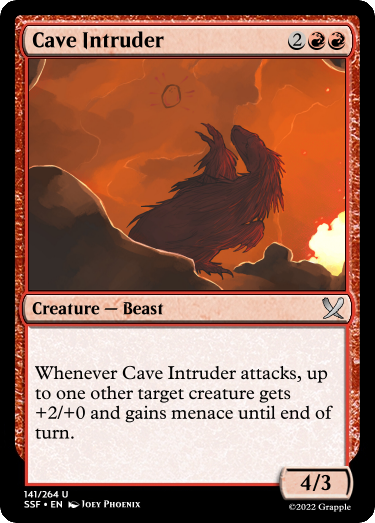 Cave Intruder 2
Creature — Beast
Whenever Cave Intruder attacks, up
to one other target creature gets
+2/+0 and gains menace until end of
turn.
4/3
141/264 U
SSF • EN Joey Phoenix
©2022 Grapple